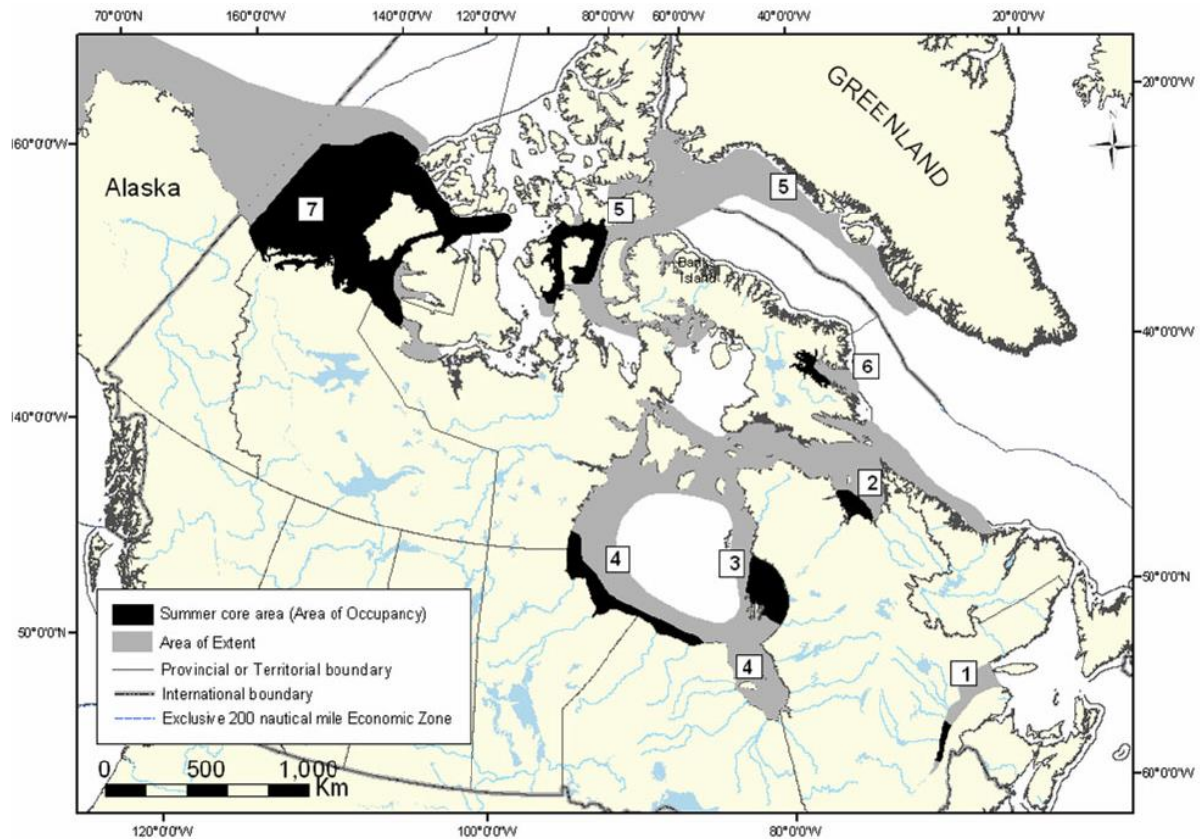 70°0'0"N 160°0'0"W 140°0'0"W 120°0'0"W 80°0'0"W 60°0'0"W 40°0'0"W 20°0'0"W
GREENLAND
20°0'0"W
N
160°0'0"W
Alaska
5
7
5
Island
40°0'0"W
6
140°0'0"W
2
4
3
50°0'0"W
Summer core area (Area of Occupancy)
Area of Extent
50°0'0"N
Provincial or Territorial boundary
4
1
International boundary
Exclusive 200 nautical mile Economic Zone
0 500 1,000
Km
60°0'0"W
120°0'0"W 100°0'0"W 80°0'0"W